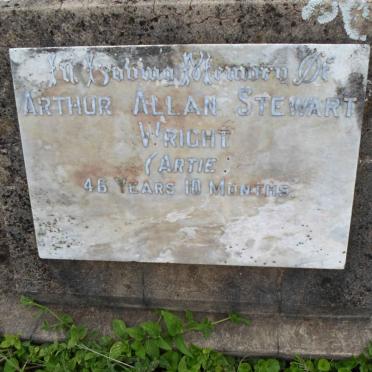 In Loving Memory Of
ARTHUR ALLAN STEWART
WRIGHT
(ARTIE)
46 YEARS 10 MONTHS